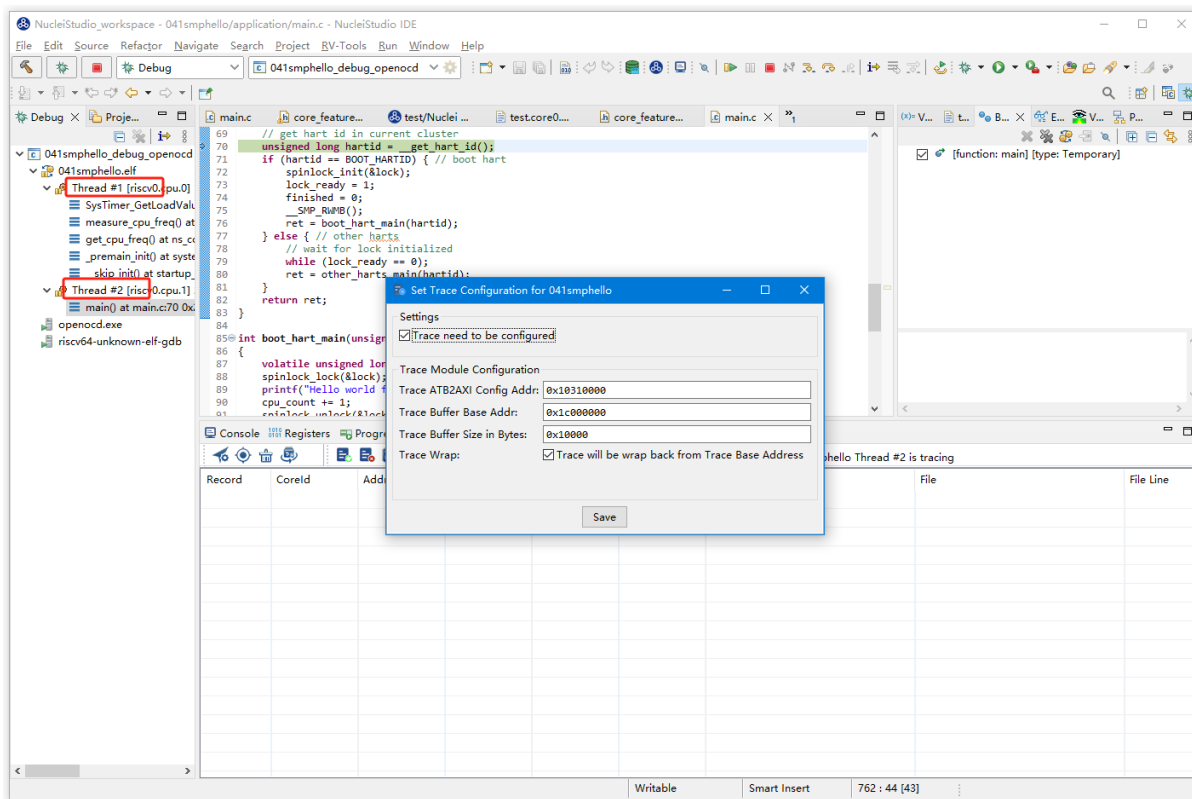 NucleiStudio_workspace - 041smphello/application/main.c - NucleiStudio IDE
File Edit Source Refactor Navigate Search Project RV-Tools Run Window Help
Debug
041smphello_debug_openocd
Debug
Proje...
main.c
core_feature...
test/Nuclei ...
test.core0....
core_feature...
main.c
1
V...
t...
B...
E...
V...
P...
041smphello_debug_openocd
041smphello.elf
Thread #1 [riscv0.cpu.0]
SysTimer_GetLoadValu
measure_cpu_freq() at
get_cpu_freq() at ns_co
_premain_init() at syste
_skip_init() at startup_
Thread #2 [riscv0.cpu.1]
main() at main.c:70 0x
openocd.exe
riscv64-unknown-elf-gdb
69 // get hart id in current cluster
70 unsigned long hartid = __get_hart_id();
71 if (hartid == BOOT_HARTID) { // boot hart
72 spinlock_init(&lock);
73 lock_ready = 1;
74 finished = 0;
75 __SMP_RWMB();
76 ret = boot_hart_main(hartid);
77 } else { // other harts
78 // wait for lock initialized
79 while (lock_ready == 0);
80 ret = other_harts_main(hartid);
81 }
82 return ret;
83 }
84
85 int boot_hart_main(unsign
86 {
87 volatile unsigned lon
88 spinlock_lock(&lock);
89 printf("Hello world f
90 cpu_count += 1;
91 spinlock_unlock(&lock
[function: main] [type: Temporary]
Set Trace Configuration for 041smphello
Settings
Trace need to be configured
Trace Module Configuration
Trace ATB2AXI Config Addr: 0x10310000
Trace Buffer Base Addr: 0x1c000000
Trace Buffer Size in Bytes: 0x10000
Trace Wrap: Trace will be wrap back from Trace Base Address
Save
Console
Registers
Progre
hello Thread #2 is tracing
Record
CoreId
Addr
File
File Line
Writable
Smart Insert
762 : 44 [43]